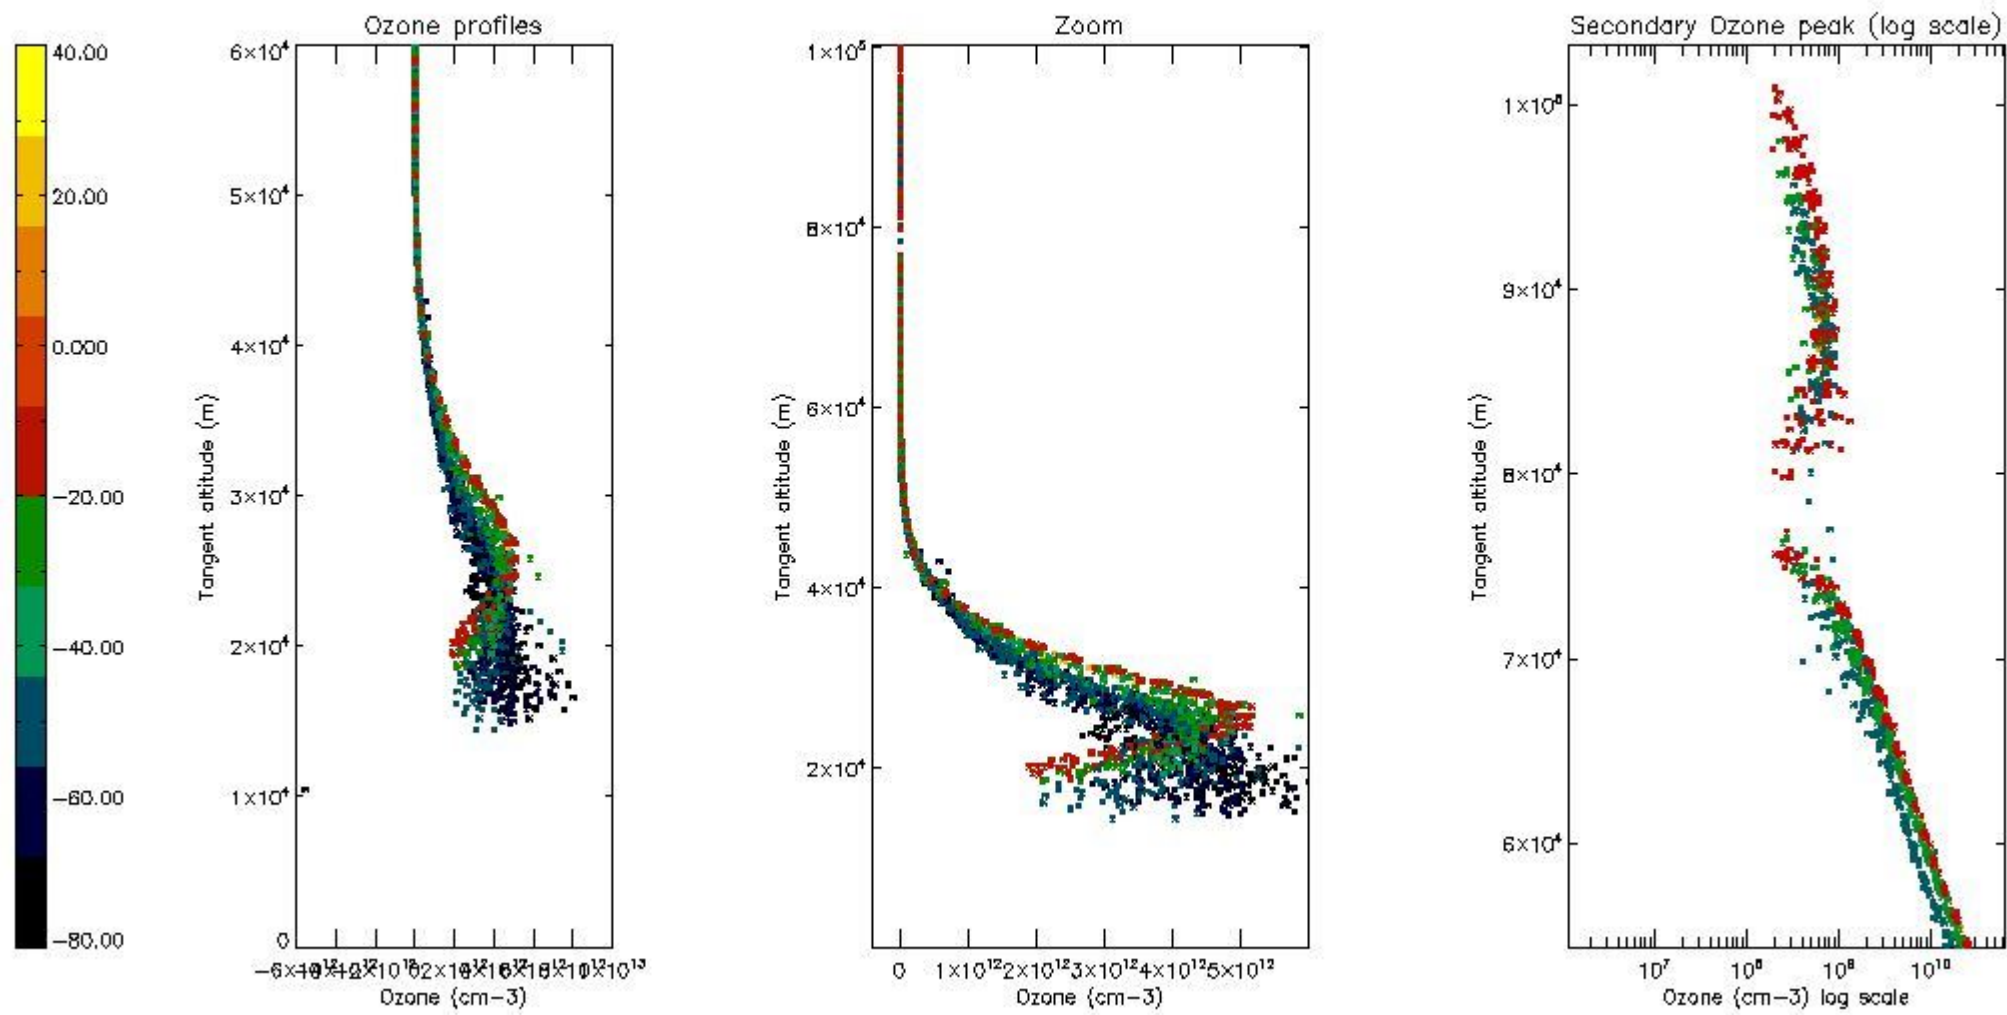 Ozone profiles
Zoom
Secondary Ozone peak (log scale)
40.00
20.00
0.000
−20.00
−40.00
−60.00
−80.00
6×10⁴
5×10⁴
4×10⁴
3×10⁴
2×10⁴
1×10⁴
0
Tangent altitude (m)
Ozone (cm−3)
1×10⁵
8×10⁴
6×10⁴
4×10⁴
2×10⁴
Tangent altitude (m)
0 1×10¹² 2×10¹² 3×10¹² 4×10¹² 5×10¹²
Ozone (cm−3)
9×10⁴
8×10⁴
7×10⁴
6×10⁴
Tangent altitude (m)
10⁷ 10⁸ 10⁹ 10¹⁰
Ozone (cm−3) log scale